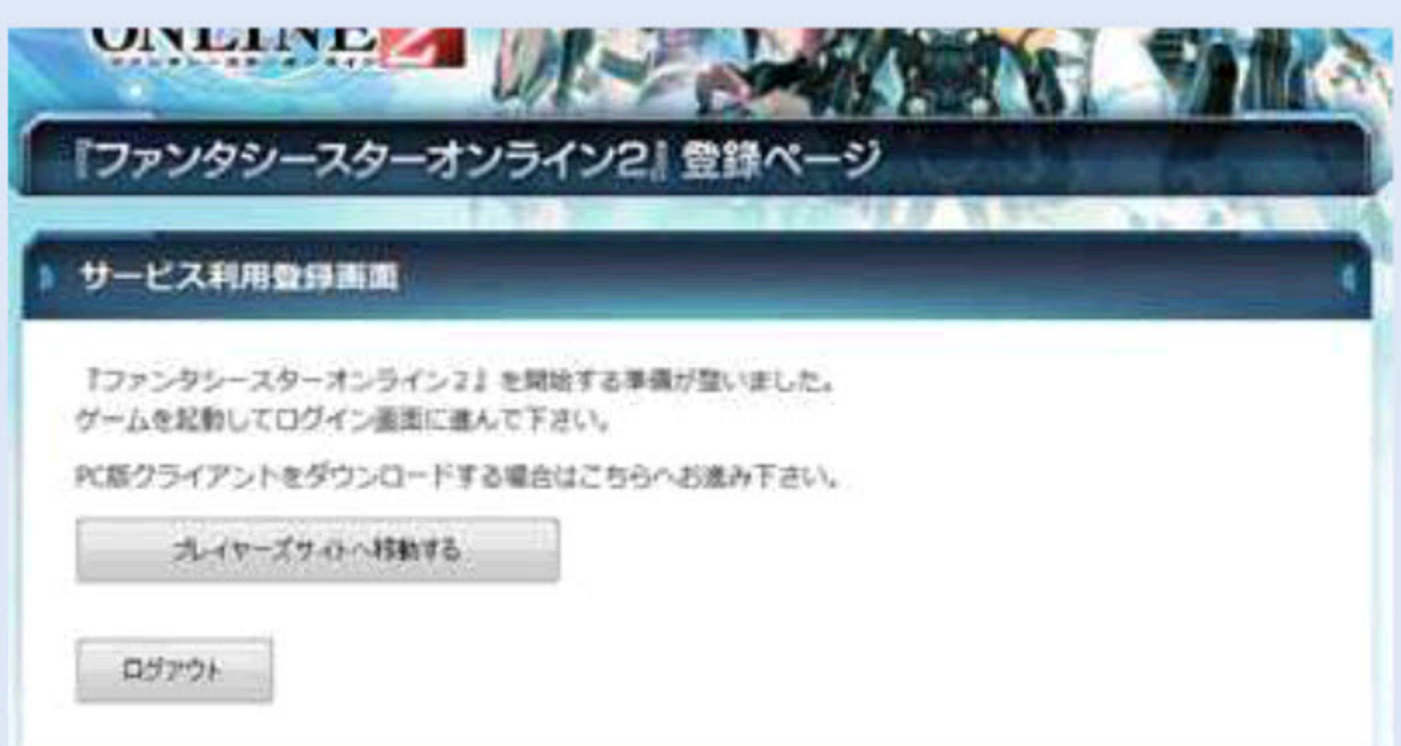 ONLINE2
『ファンタシースターオンライン2』登録ページ
サービス利用登録画面
『ファンタシースターオンライン2』を開始する準備が整いました。
ゲームを起動してログイン画面に進んで下さい。
PC版クライアントをダウンロードする場合はこちらへお進み下さい。
プレイヤーズサイトへ移動する
ログアウト